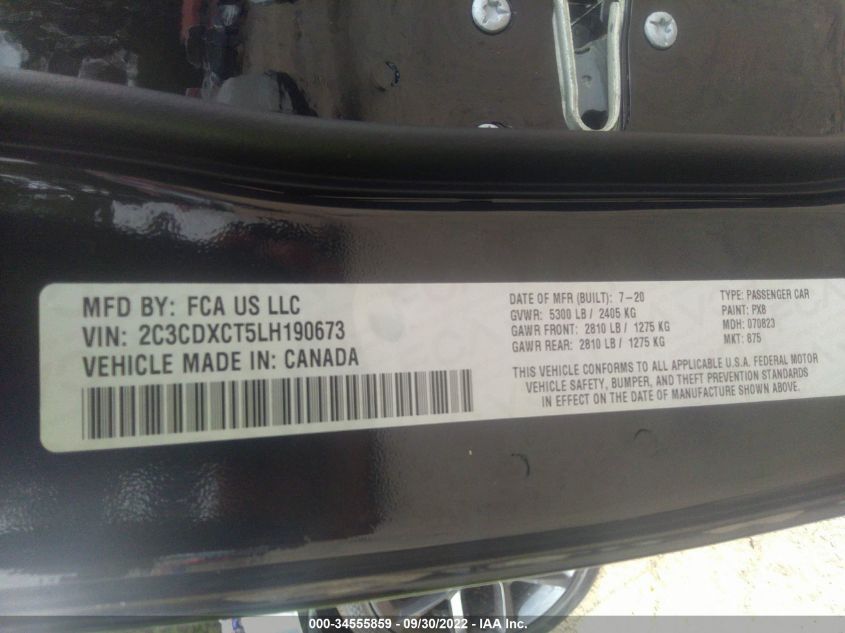 MFD BY: FCA US LLC
VIN: 2C3CDXCT5LH190673
VEHICLE MADE IN: CANADA
DATE OF MFR (BUILT): 7-20
GVWR: 5300 LB / 2405 KG
GAWR FRONT: 2810 LB / 1275 KG
GAWR REAR: 2810 LB / 1275 KG
TYPE: PASSENGER CAR
PAINT: PX8
MDH: 070823
MKT: 875
THIS VEHICLE CONFORMS TO ALL APPLICABLE U.S.A. FEDERAL MOTOR
VEHICLE SAFETY, BUMPER, AND THEFT PREVENTION STANDARDS
IN EFFECT ON THE DATE OF MANUFACTURE SHOWN ABOVE.
000-34555859 - 09/30/2022 - IAA Inc.